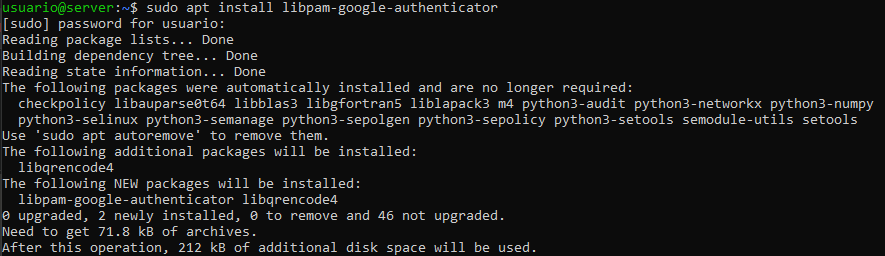 usuario@server:~$ sudo apt install libpam-google-authenticator
[sudo] password for usuario:
Reading package lists... Done
Building dependency tree... Done
Reading state information... Done
The following packages were automatically installed and are no longer required:
  checkpolicy libauparse0t64 libblas3 libgfortran5 liblapack3 m4 python3-audit python3-networkx python3-numpy
  python3-selinux python3-semanage python3-sepolgen python3-sepolicy python3-setools semodule-utils setools
Use 'sudo apt autoremove' to remove them.
The following additional packages will be installed:
  libqrencode4
The following NEW packages will be installed:
  libpam-google-authenticator libqrencode4
0 upgraded, 2 newly installed, 0 to remove and 46 not upgraded.
Need to get 71.8 kB of archives.
After this operation, 212 kB of additional disk space will be used.